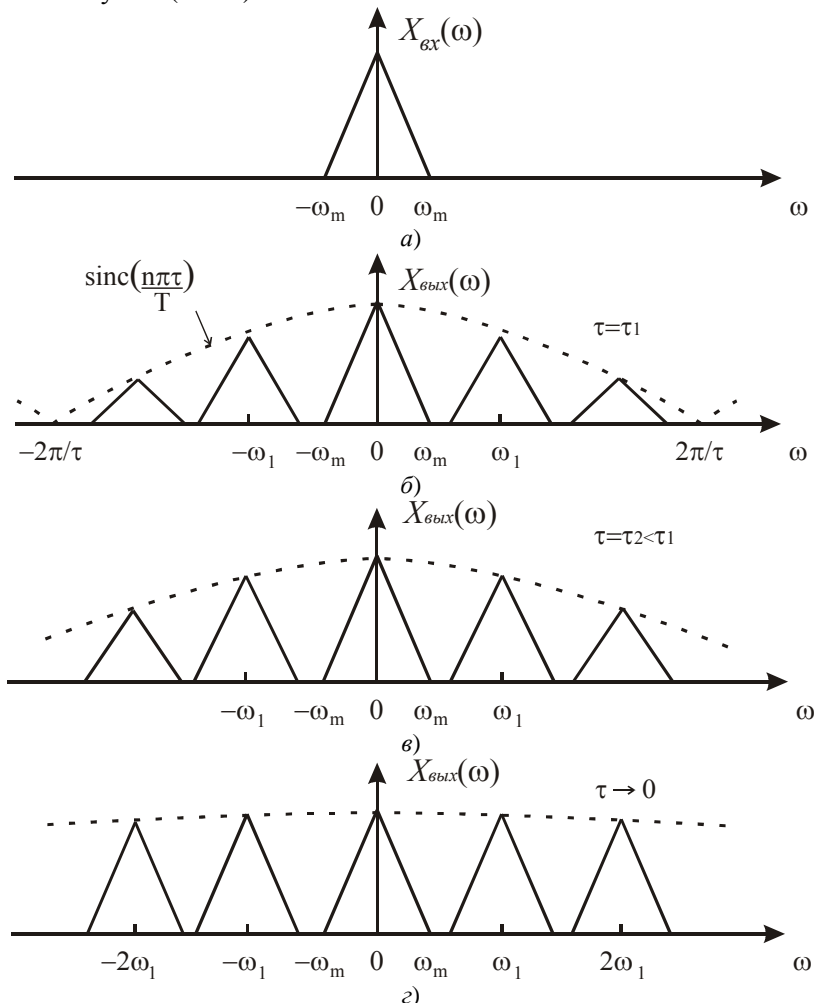 X_вх(ω)
−ω_m 0 ω_m ω
а)
sinc(nπτ/T)
X_вых(ω)
τ=τ1
−2π/τ −ω_1 −ω_m 0 ω_m ω_1 2π/τ ω
б)
X_вых(ω)
τ=τ2<τ1
−ω_1 −ω_m 0 ω_m ω_1 ω
в)
X_вых(ω)
τ → 0
−2ω_1 −ω_1 −ω_m 0 ω_m ω_1 2ω_1 ω
г)